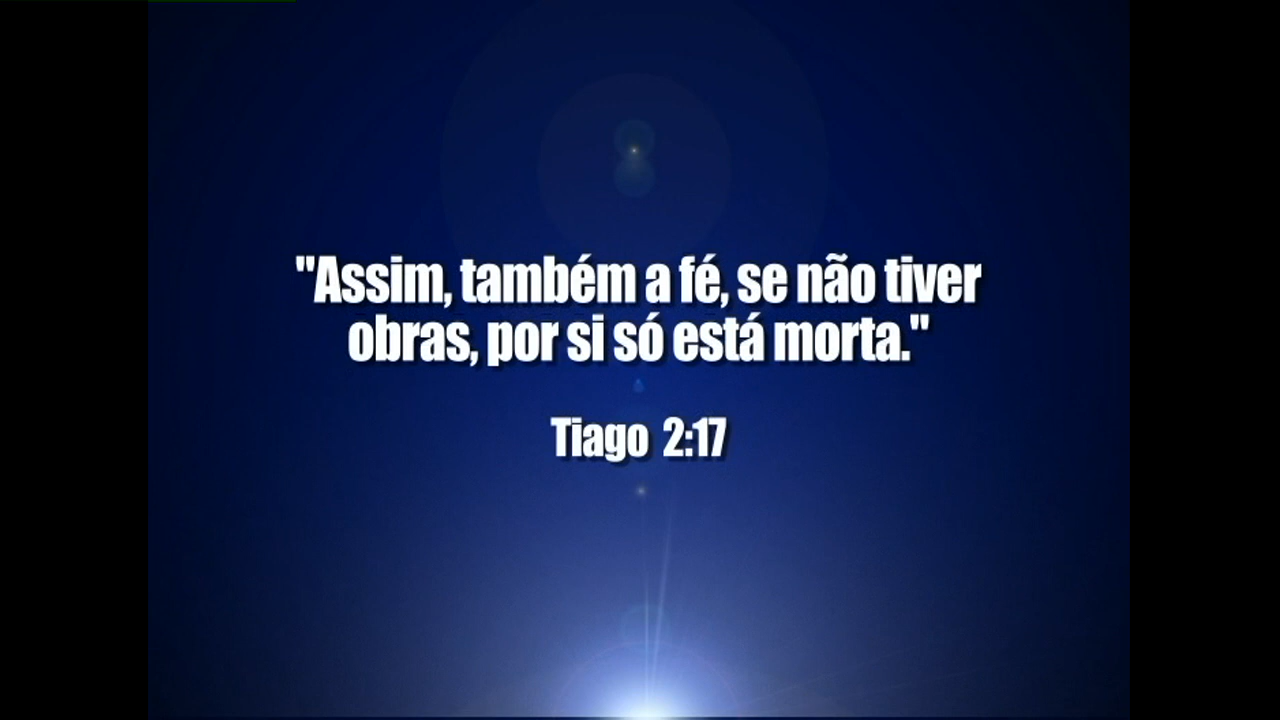 "Assim, também a fé, se não tiver
obras, por si só está morta."
Tiago 2:17